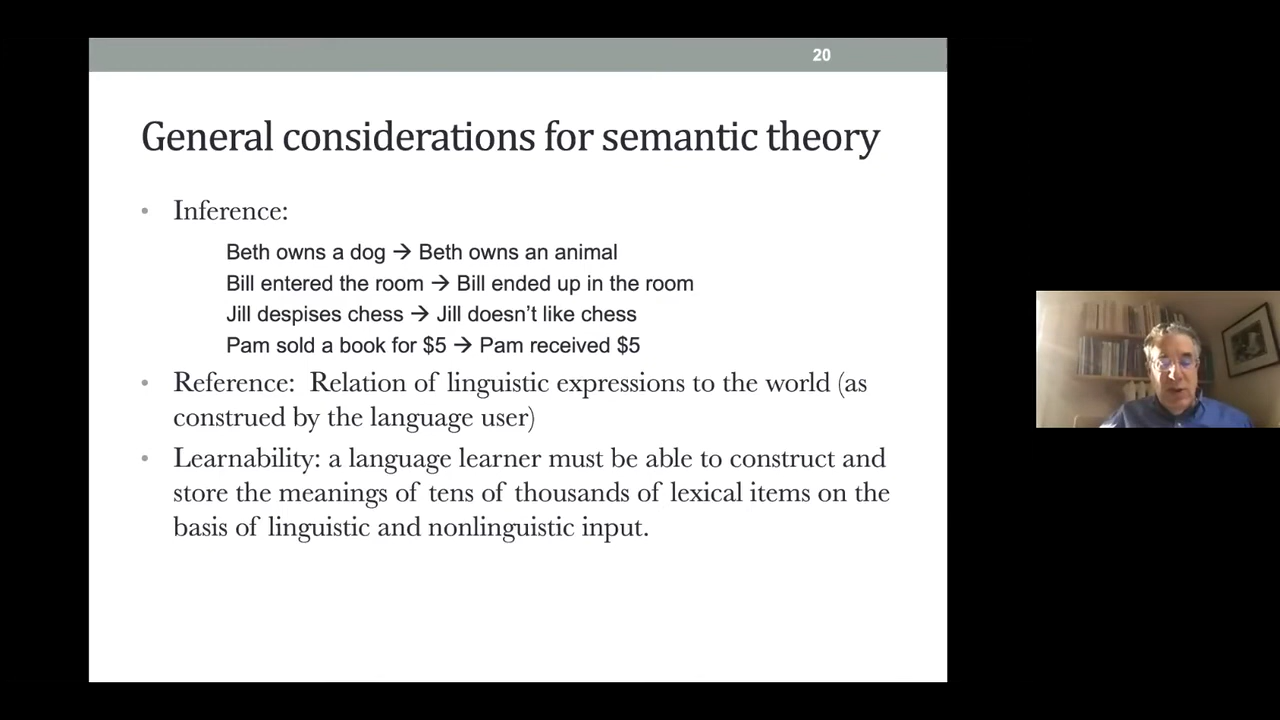 20
General considerations for semantic theory
• Inference:
Beth owns a dog → Beth owns an animal
Bill entered the room → Bill ended up in the room
Jill despises chess → Jill doesn’t like chess
Pam sold a book for $5 → Pam received $5
• Reference: Relation of linguistic expressions to the world (as
construed by the language user)
• Learnability: a language learner must be able to construct and
store the meanings of tens of thousands of lexical items on the
basis of linguistic and nonlinguistic input.